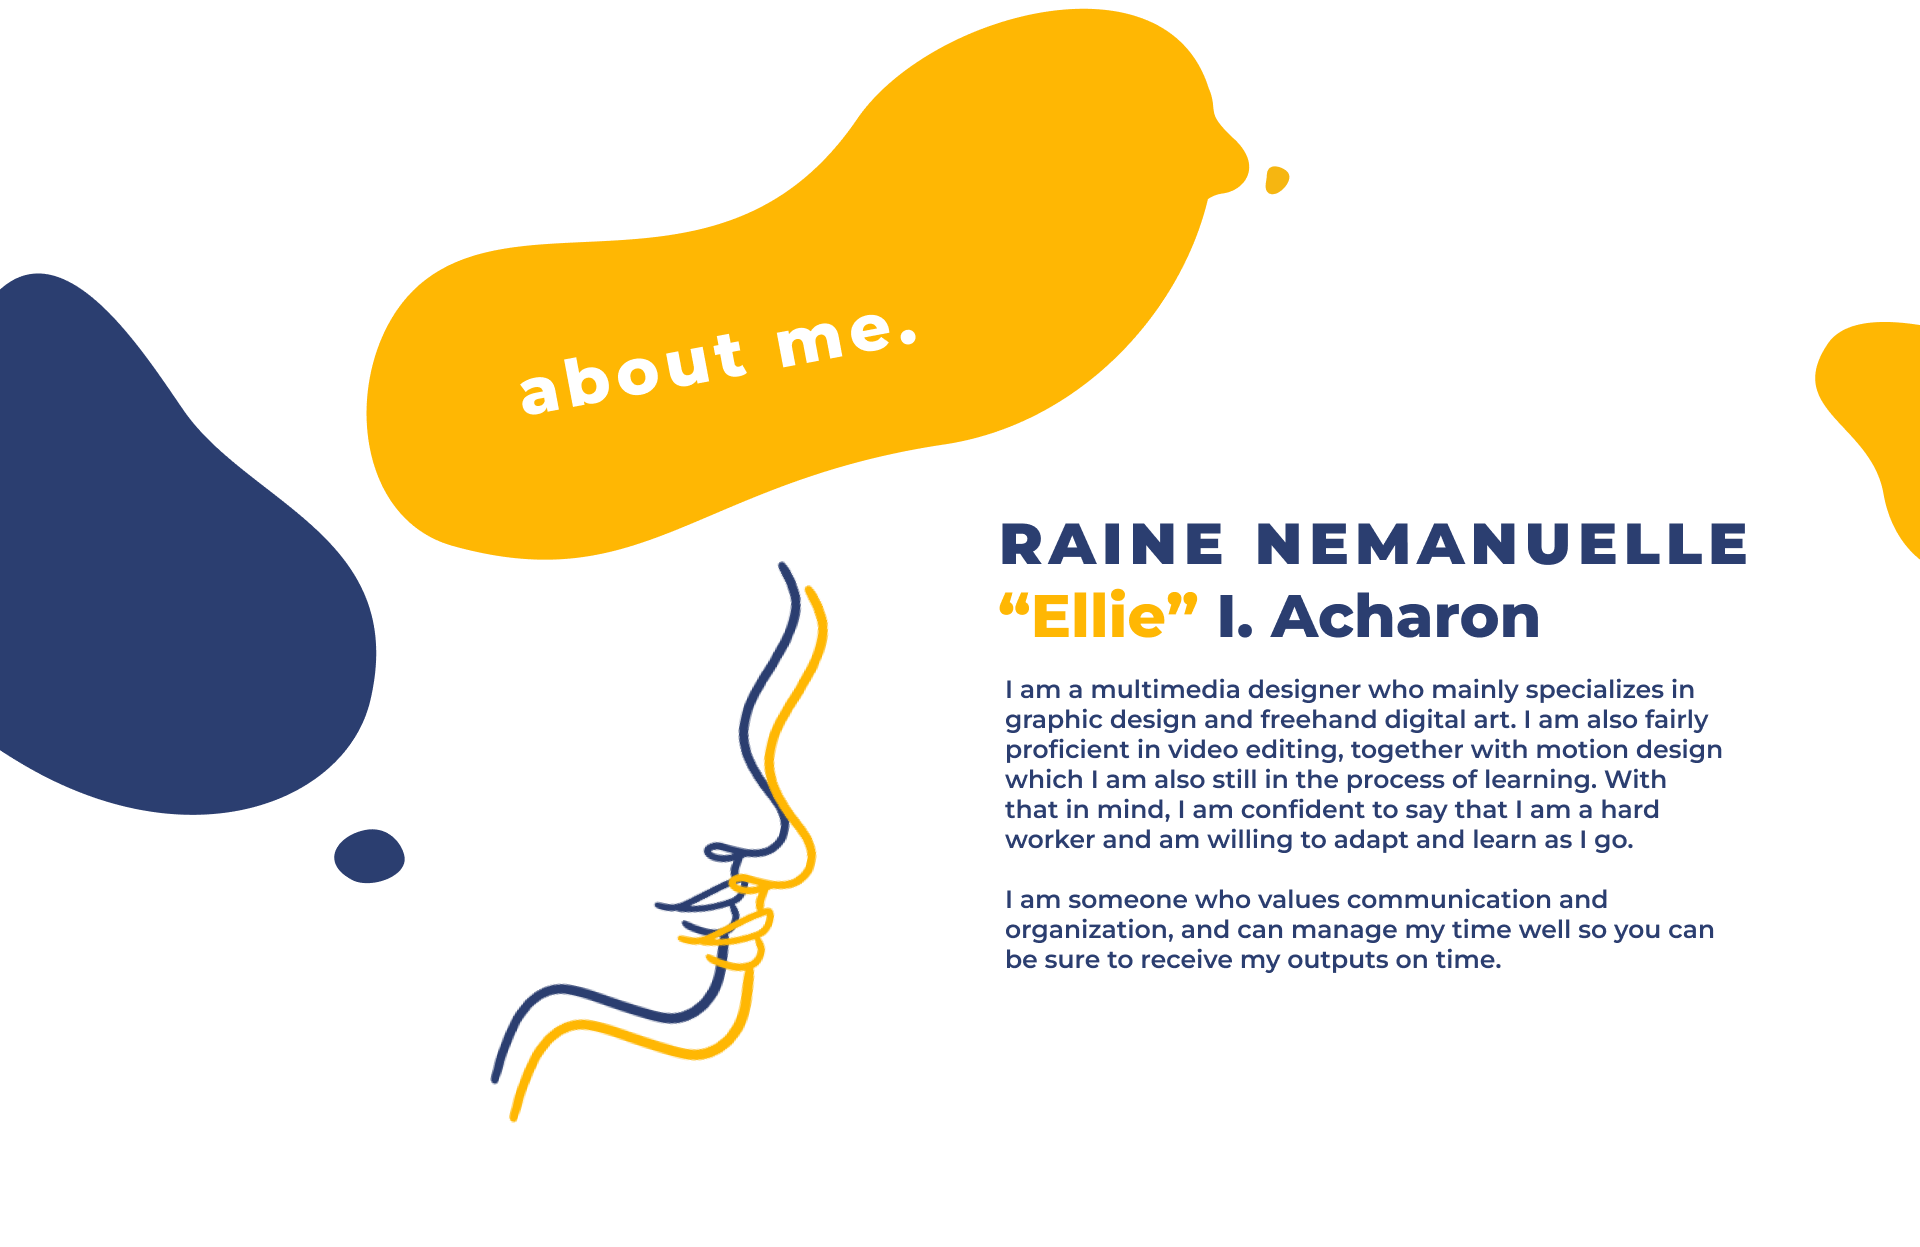 about me.
RAINE NEMANUELLE
“Ellie” I. Acharon
I am a multimedia designer who mainly specializes in
graphic design and freehand digital art. I am also fairly
proficient in video editing, together with motion design
which I am also still in the process of learning. With
that in mind, I am confident to say that I am a hard
worker and am willing to adapt and learn as I go.
I am someone who values communication and
organization, and can manage my time well so you can
be sure to receive my outputs on time.